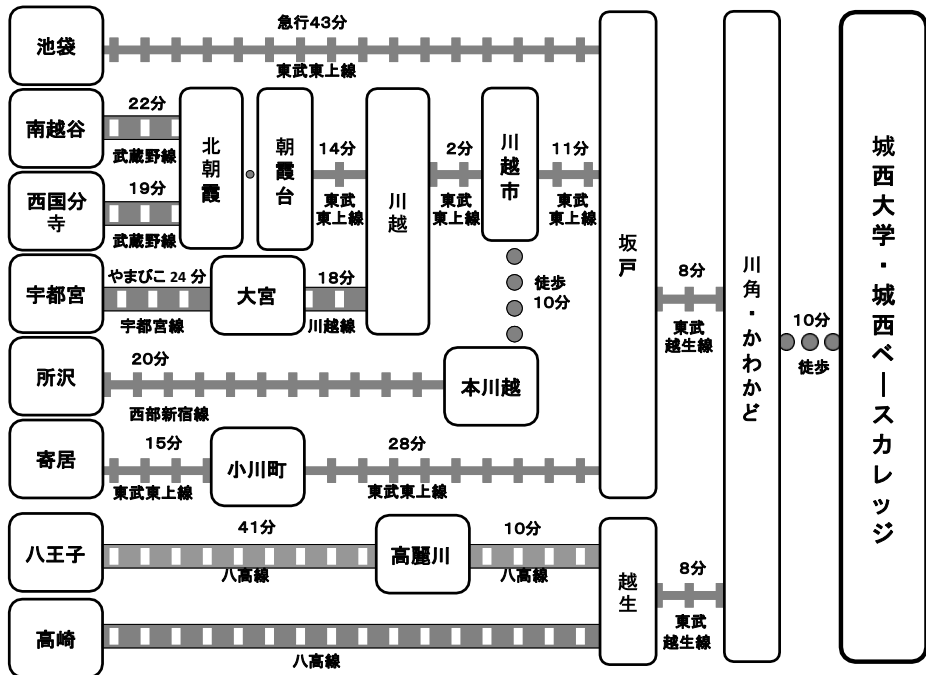 池袋
急行43分
東武東上線
南越谷
22分
武蔵野線
西国分
寺
19分
武蔵野線
北朝霞
朝霞台
14分
東武
東上線
川越
2分
東武
東上線
川越市
11分
東武
東上線
宇都宮
やまびこ 24 分
宇都宮線
大宮
18分
川越線
徒歩
10分
所沢
20分
西部新宿線
本川越
寄居
15分
東武東上線
小川町
28分
東武東上線
坂戸
8分
東武
越生線
八王子
41分
八高線
高麗川
10分
八高線
高崎
八高線
越生
8分
東武
越生線
川角・かわかど
10分
徒歩
城西大学・城西ベースカレッジ